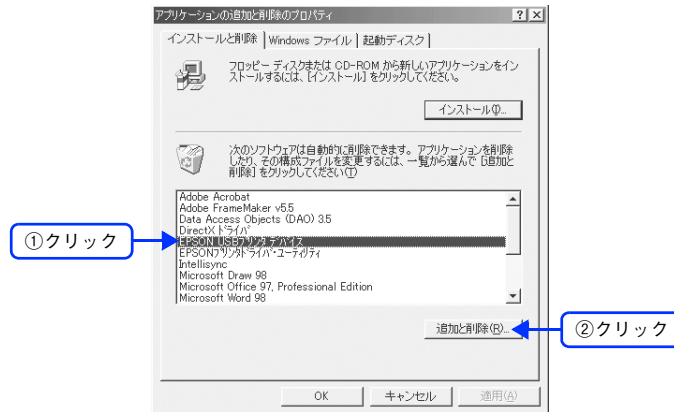 アプリケーションの追加と削除のプロパティ
インストールと削除 Windows ファイル 起動ディスク
フロッピー ディスクまたは CD-ROM から新しいアプリケーションをイン
ストールするには、[インストール] をクリックしてください。
インストール(I)...
次のソフトウェアは自動的に削除できます。アプリケーションを削除
したり、その構成ファイルを変更するには、一覧から選んで [追加と
削除] をクリックしてください(T)
Adobe Acrobat
Adobe FrameMaker v5.5
Data Access Objects (DAO) 3.5
DirectX ドライバ
①クリック
EPSON USBプリンタデバイス
EPSONプリンタドライバ・ユーティリティ
Intellisync
Microsoft Draw 98
Microsoft Office 97, Professional Edition
Microsoft Word 98
追加と削除(R)...
②クリック
OK キャンセル 適用(A)